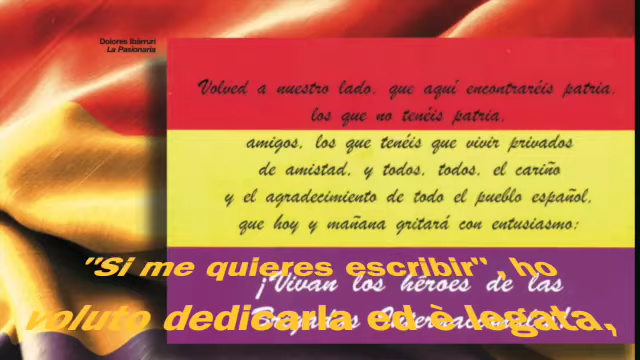 Dolores Ibárruri
La Pasionaria
Volved a nuestro lado, que aquí encontraréis patria,
los que no tenéis patria,
amigos, los que tenéis que vivir privados
de amistad, y todos, todos, el cariño
y el agradecimiento de todo el pueblo español,
que hoy y mañana gritará con entusiasmo:
¡Vivan los héroes de las
Brigadas Internacionales!
"Si me quieres escribir" , ho
voluto dedicarla ed è legata,